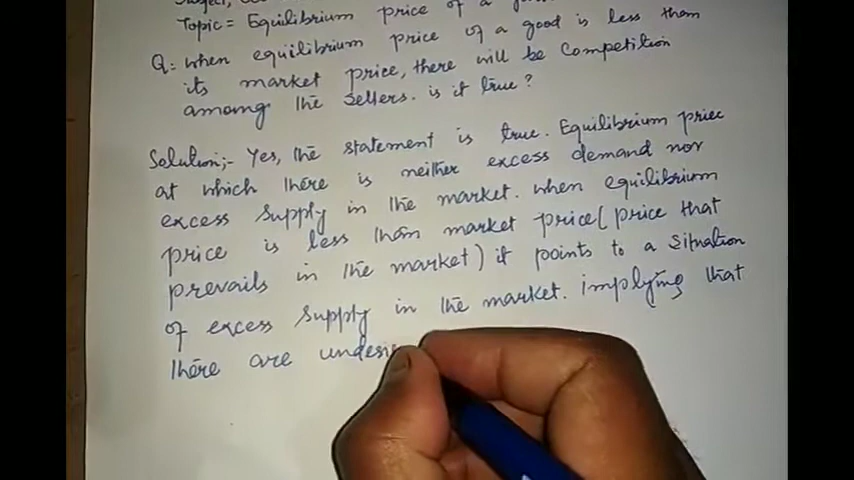 Topic = Equilibrium price of a
Q:- when equilibrium price of a good is less them
its market price, there will be competition
among the sellers. is it true?
Solution;- Yes, the statement is true. Equilibrium priec
at which there is neither excess demand nor
excess supply in the market. when equilibrium
price is less than market price (price that
prevails in the market) it points to a situation
of excess supply in the market. implying that
there are undesi